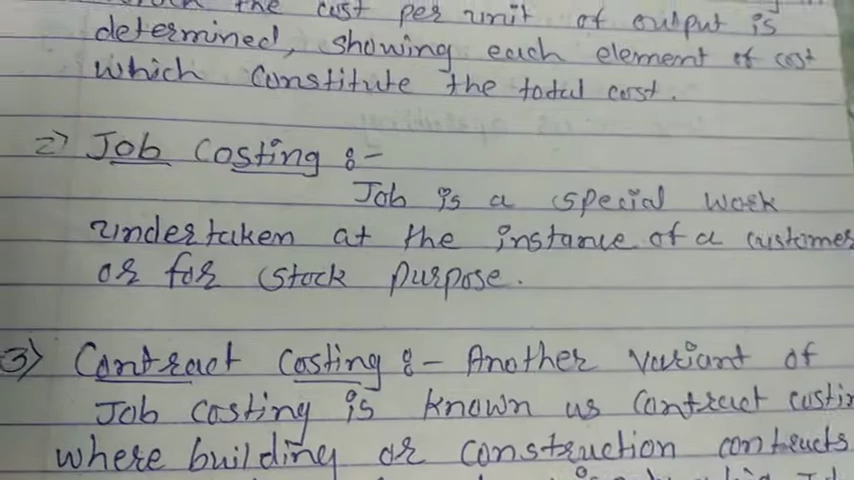 the cost per unit of output is
determined, showing each element of cost
which constitute the total cost.
2) Job Costing :-
Job is a special work
undertaken at the instance of a customer
or for stock purpose.
3) Contract Costing :- Another variant of
Job costing is known as contract costin
where building or construction contracts